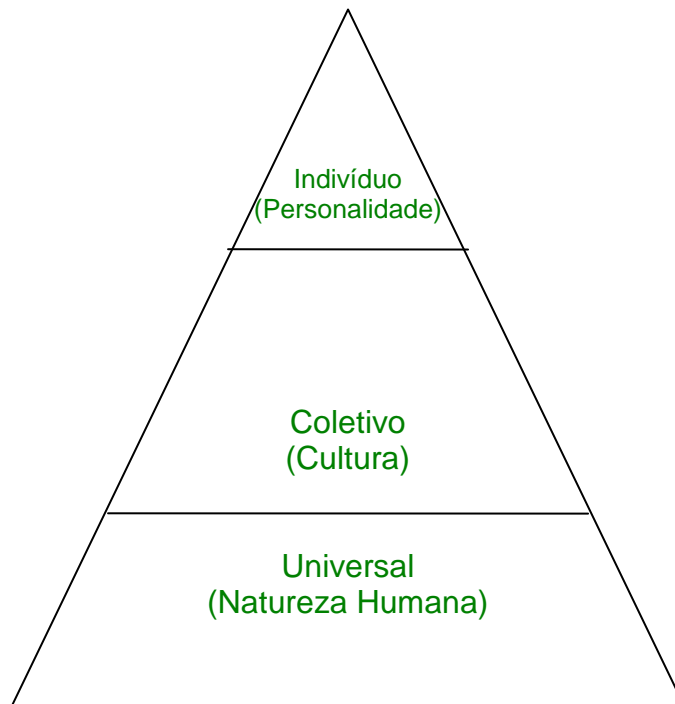 Indivíduo
(Personalidade)
Coletivo
(Cultura)
Universal
(Natureza Humana)